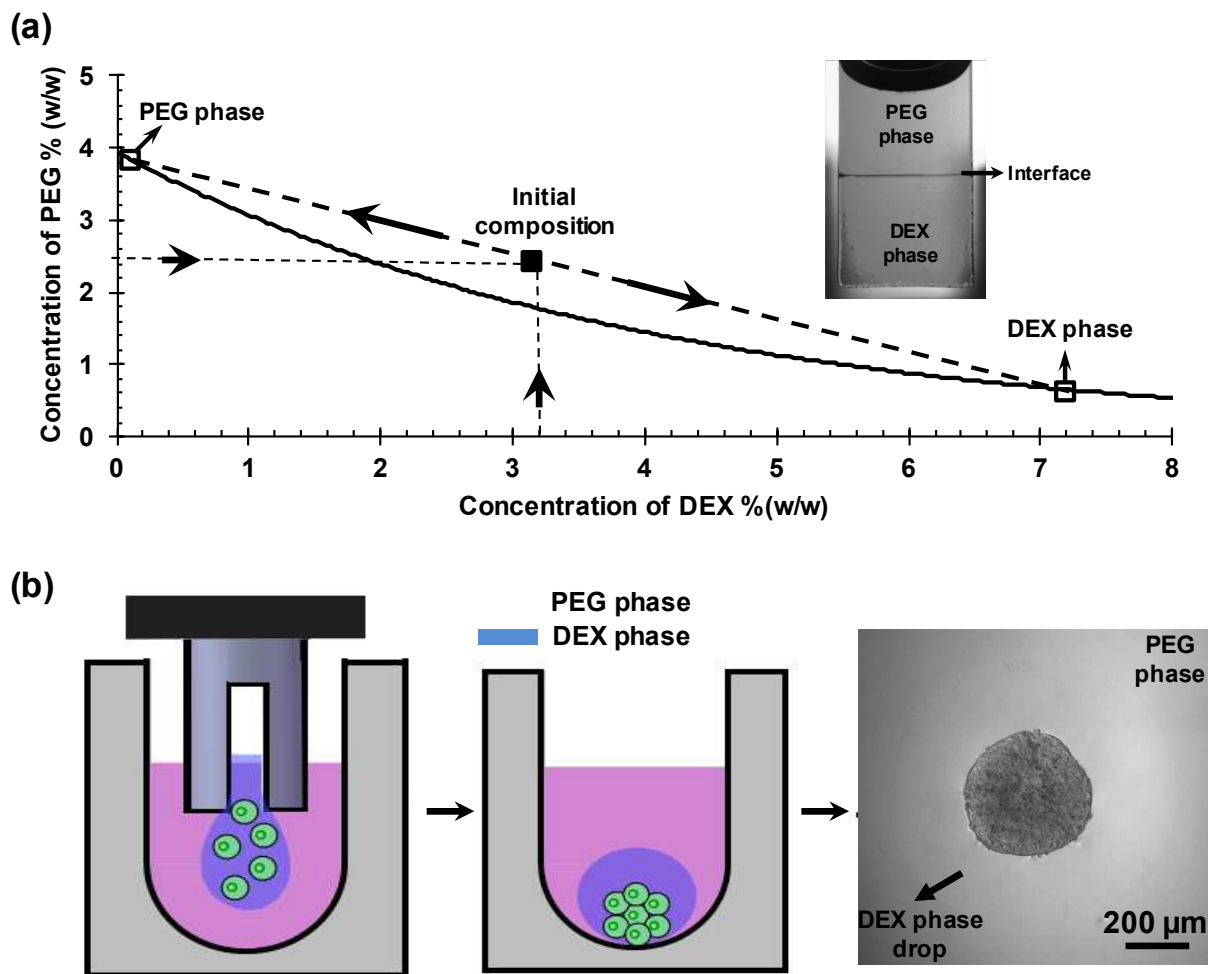 (a)
Concentration of PEG % (w/w)
5
4
3
2
1
0
PEG phase
Initial
composition
PEG
phase
Interface
DEX
phase
DEX phase
0
1
2
3
4
5
6
7
8
Concentration of DEX %(w/w)
(b)
PEG phase
DEX phase
PEG
phase
DEX phase
drop
200 µm